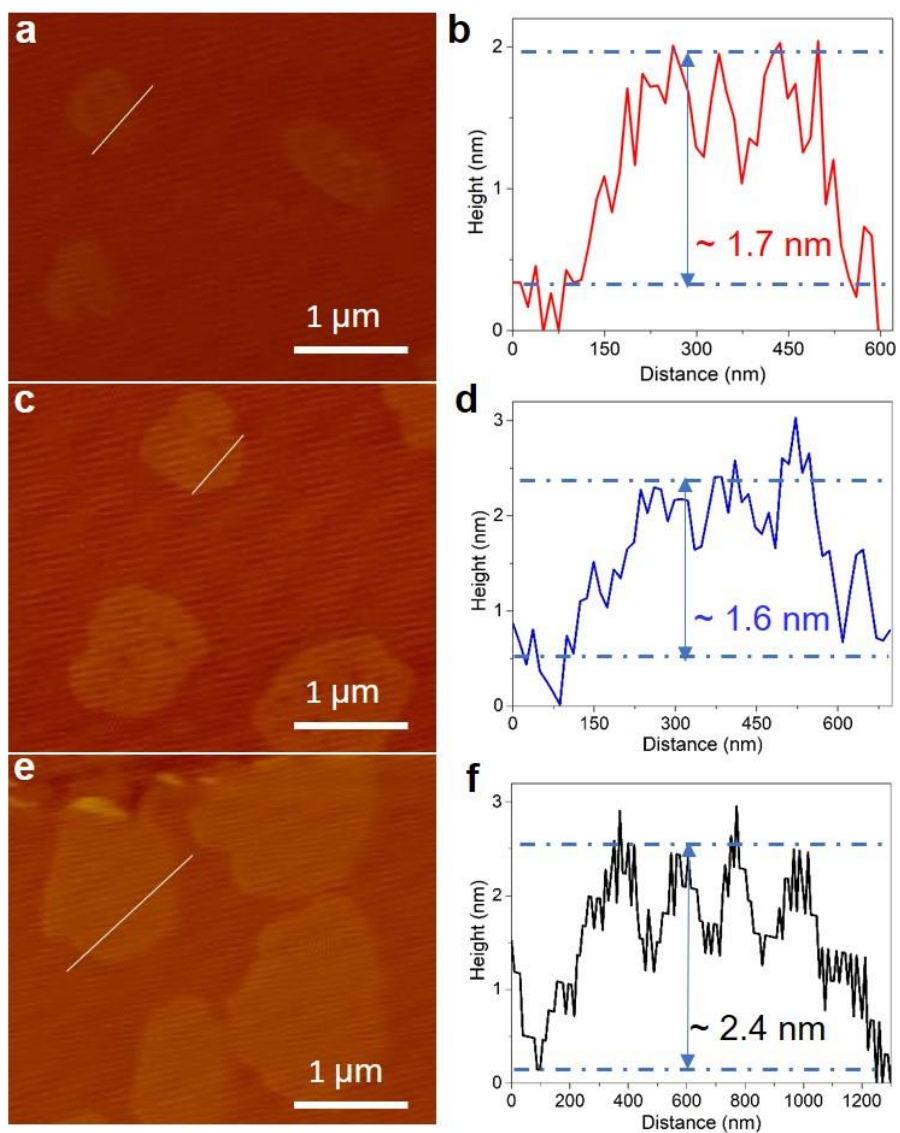 a
1 µm
b
2
1
0
Height (nm)
~ 1.7 nm
0 150 300 450 600
Distance (nm)
c
1 µm
d
3
2
1
0
Height (nm)
~ 1.6 nm
0 150 300 450 600
Distance (nm)
e
1 µm
f
3
2
1
0
Height (nm)
~ 2.4 nm
0 200 400 600 800 1000 1200
Distance (nm)